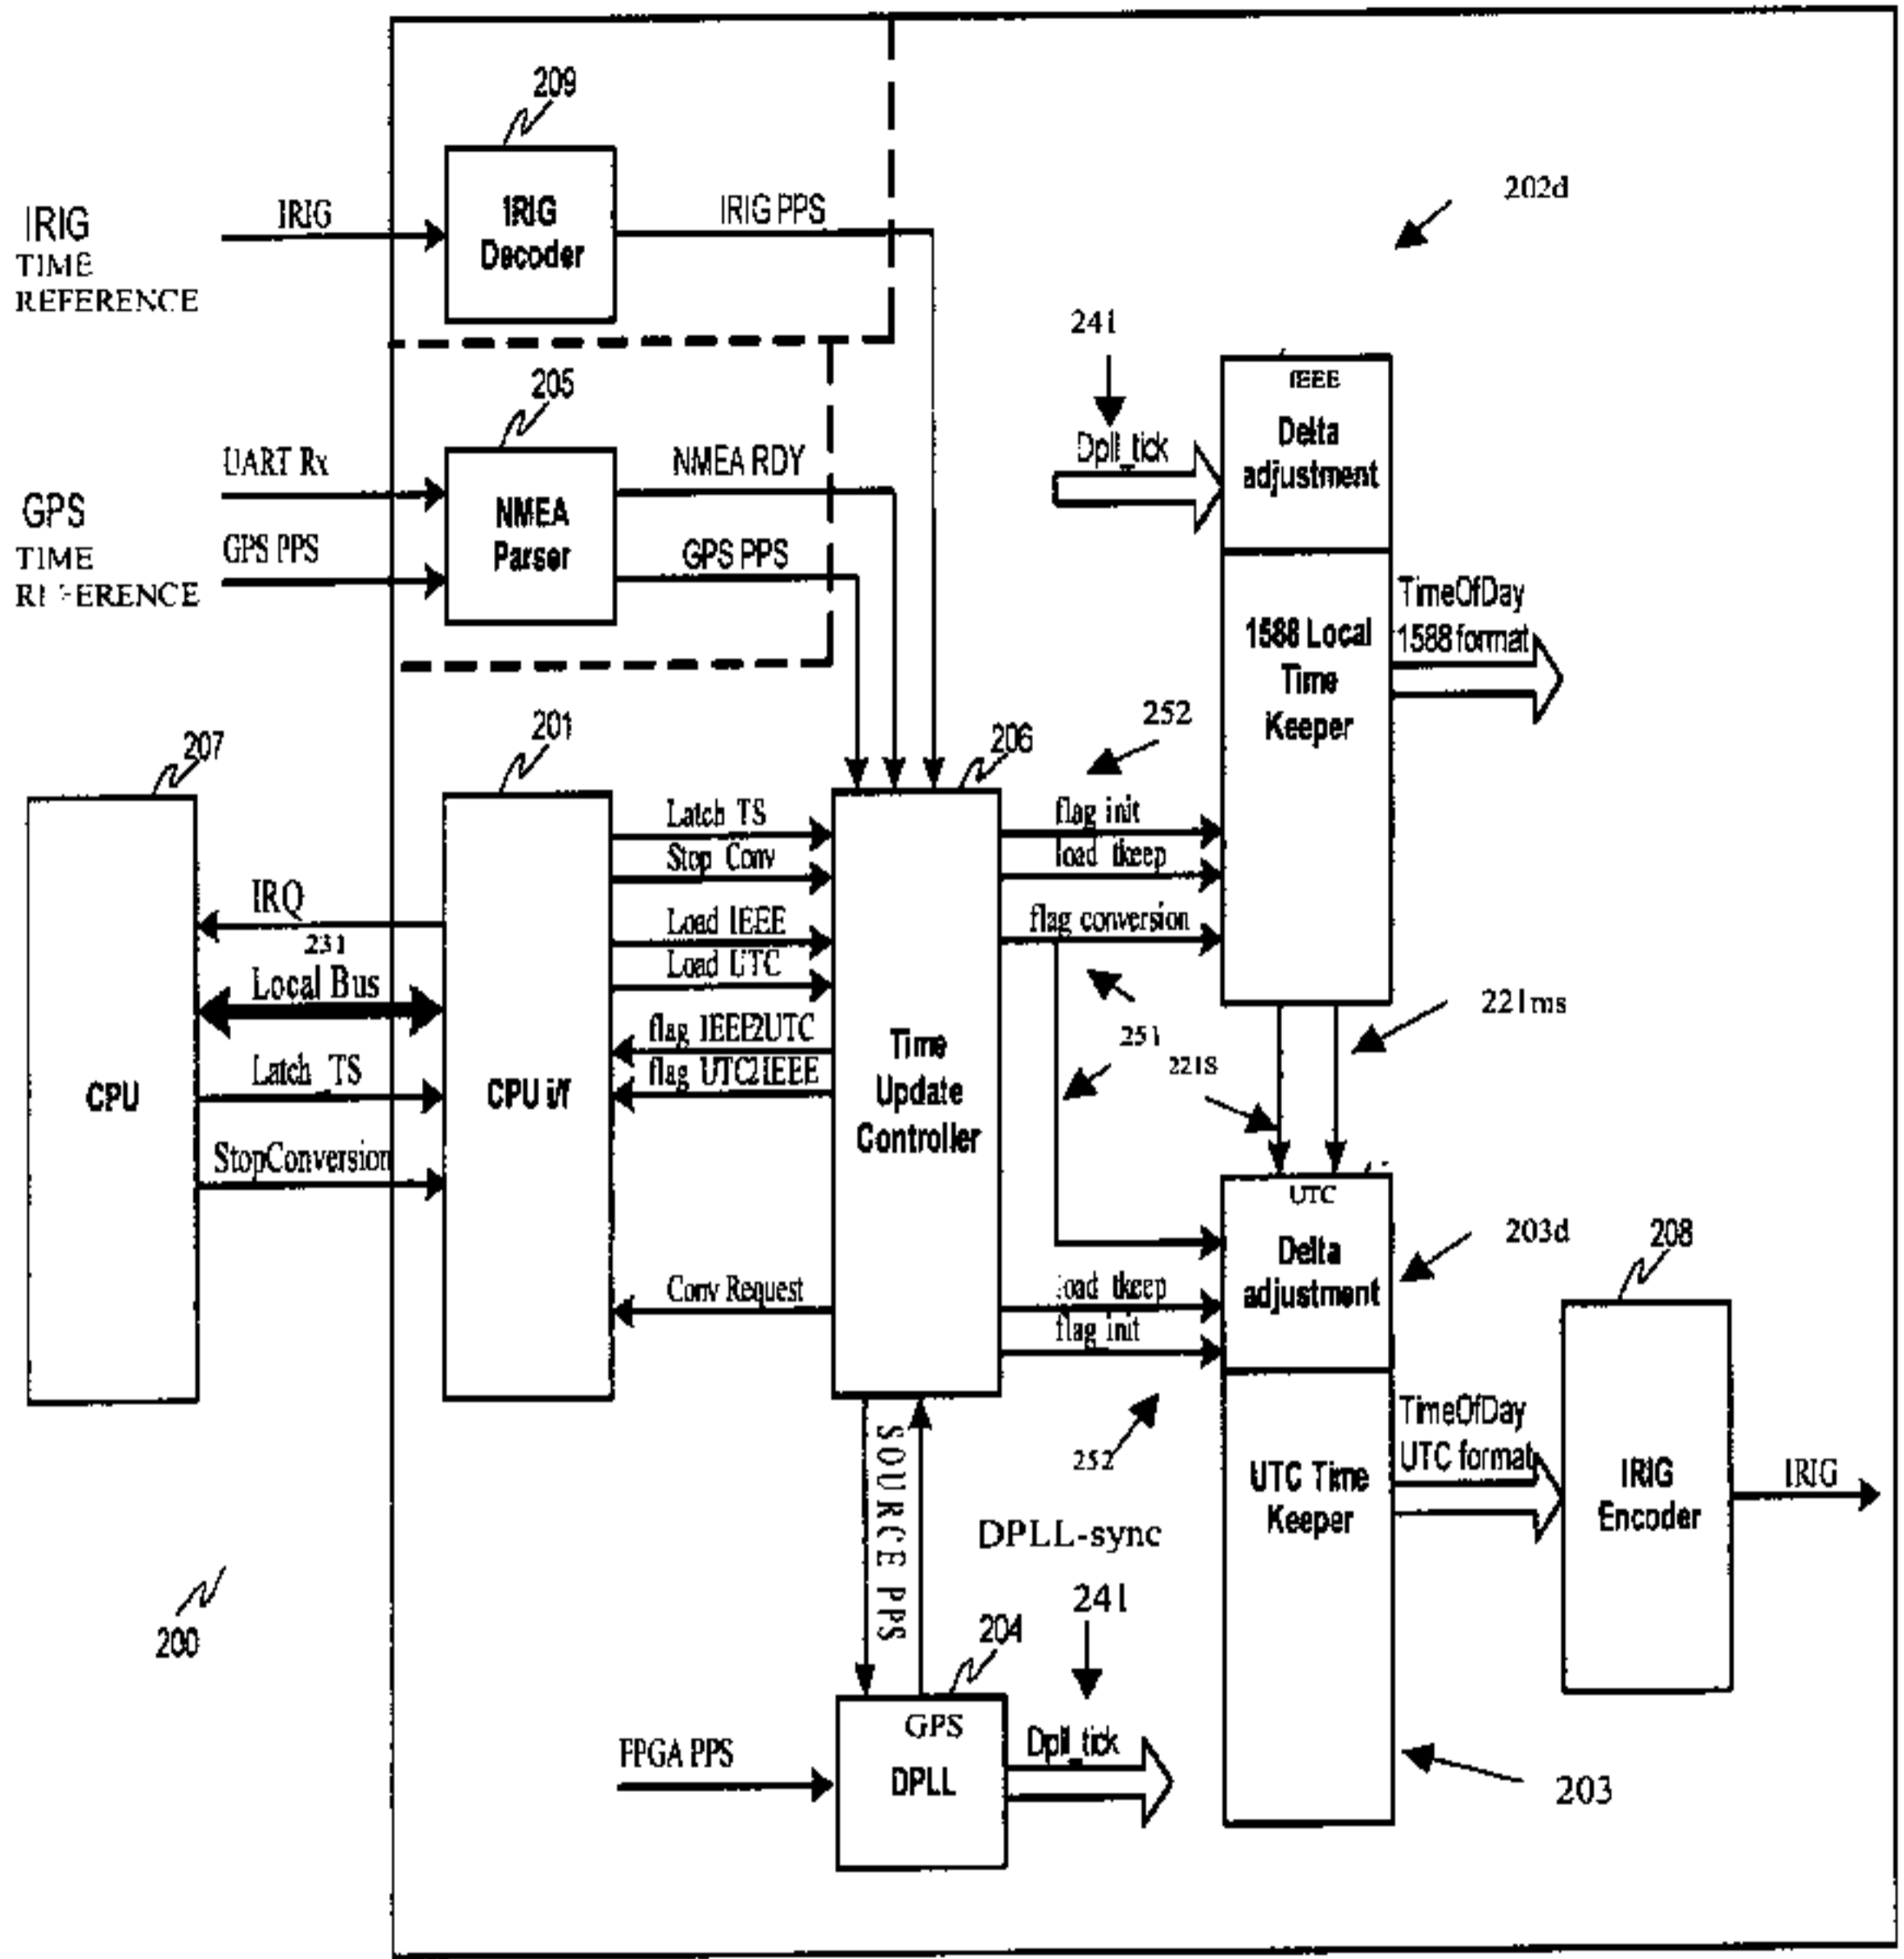 209
202d
IRIG
TIME
REFERENCE
IRIG
IRIG
Decoder
IRIG PPS
241
Dpll_tick
IEEE
Delta
adjustment
205
GPS
TIME
UART Rx
GPS PPS
NMEA
Parser
NMEA RDY
GPS PPS
1588 Local
Time
Keeper
TimeOfDay
1588 format
207
201
206
252
CPU
IRQ
231
Local Bus
Latch TS
StopConversion
CPU i/f
Latch TS
Stop Conv
Load IEEE
Load UTC
flag IEEE2UTC
flag UTC2IEEE
Conv Request
Time
Update
Controller
flag init
load tkeep
flag conversion
251
221S
221ms
UTC
Delta
adjustment
203d
208
load tkeep
flag_init
252
UTC Time
Keeper
TimeOfDay
UTC format
IRIG
Encoder
IRIG
SOURCE PPS
DPLL-sync
241
200
204
FPGA PPS
GPS
DPLL
Dpll_tick
203